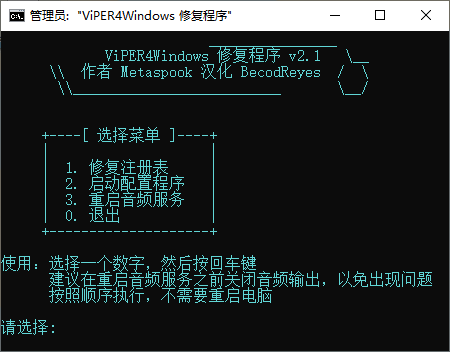 管理员: "ViPER4Windows 修复程序"
ViPER4Windows 修复程序 v2.1
作者 Metaspook 汉化 BecodReyes
+----[ 选择菜单 ]----+
1. 修复注册表
2. 启动配置程序
3. 重启音频服务
0. 退出
使用：选择一个数字，然后按回车键
建议在重启音频服务之前关闭音频输出，以免出现问题
按照顺序执行，不需要重启电脑
请选择: